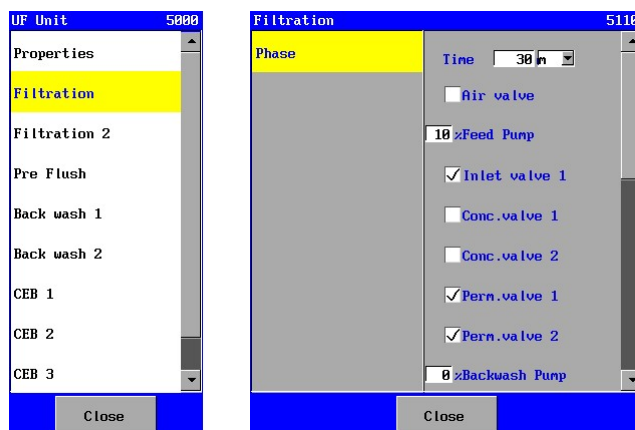 UF Unit 5000
Properties
Filtration
Filtration 2
Pre Flush
Back wash 1
Back wash 2
CEB 1
CEB 2
CEB 3
Close
Filtration 5110
Phase
Time 30 m
Air valve
10 %Feed Pump
Inlet valve 1
Conc.valve 1
Conc.valve 2
Perm.valve 1
Perm.valve 2
0 %Backwash Pump
Close